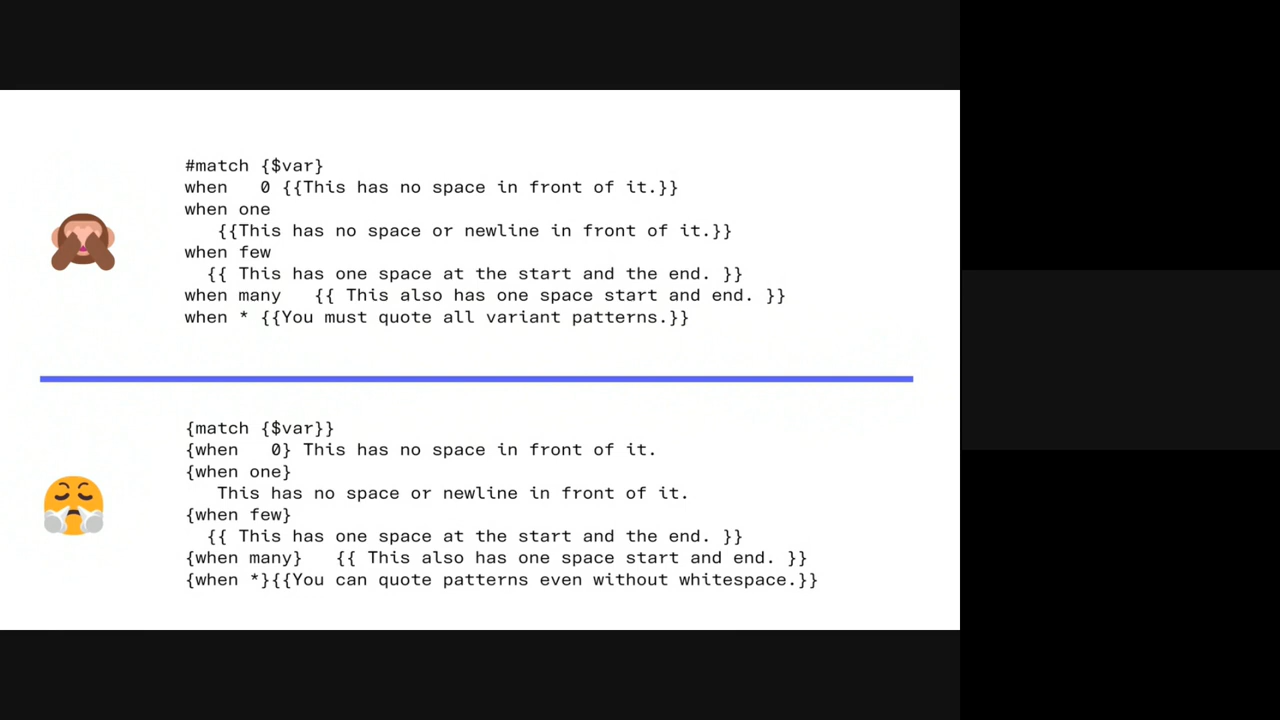 #match {$var}
when   0 {{This has no space in front of it.}}
when one
   {{This has no space or newline in front of it.}}
when few
  {{ This has one space at the start and the end. }}
when many   {{ This also has one space start and end. }}
when * {{You must quote all variant patterns.}}
{match {$var}}
{when   0} This has no space in front of it.
{when one}
   This has no space or newline in front of it.
{when few}
  {{ This has one space at the start and the end. }}
{when many}   {{ This also has one space start and end. }}
{when *}{{You can quote patterns even without whitespace.}}